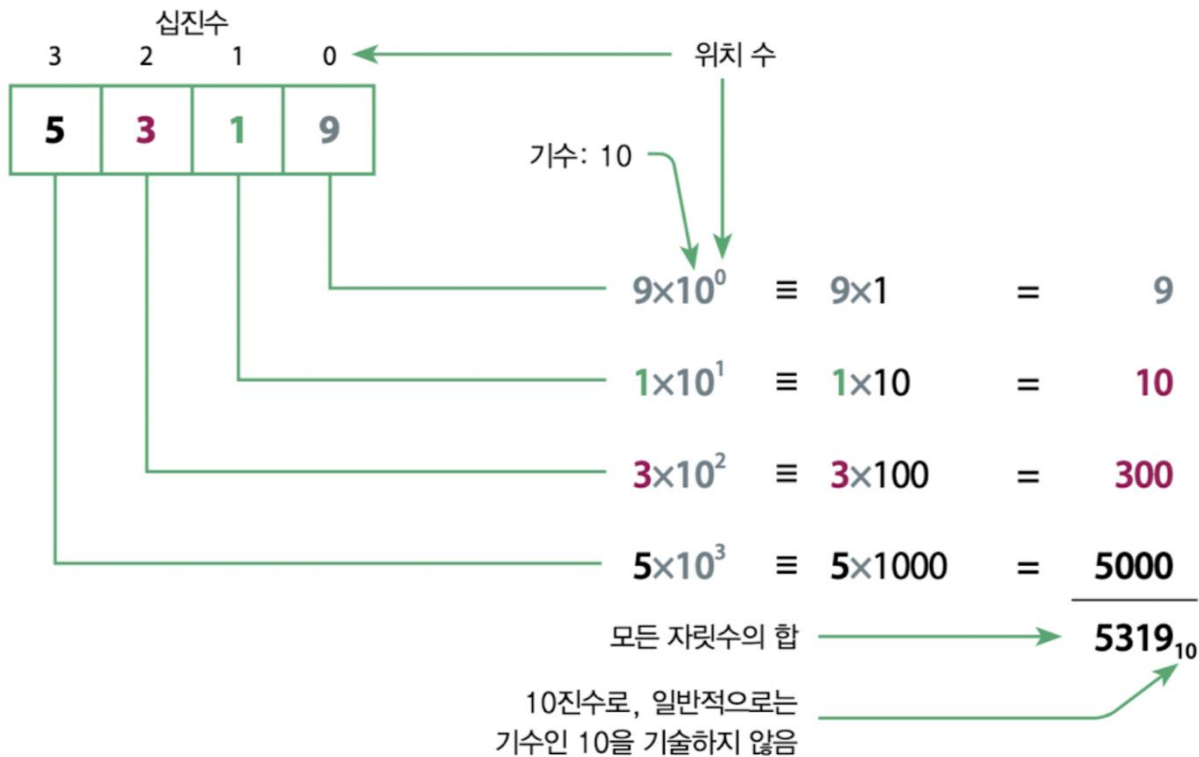 십진수
3 2 1 0
위치 수
5 3 1 9
기수: 10
9×10⁰ ≡ 9×1 = 9
1×10¹ ≡ 1×10 = 10
3×10² ≡ 3×100 = 300
5×10³ ≡ 5×1000 = 5000
모든 자릿수의 합 5319₁₀
10진수로, 일반적으로는
기수인 10을 기술하지 않음